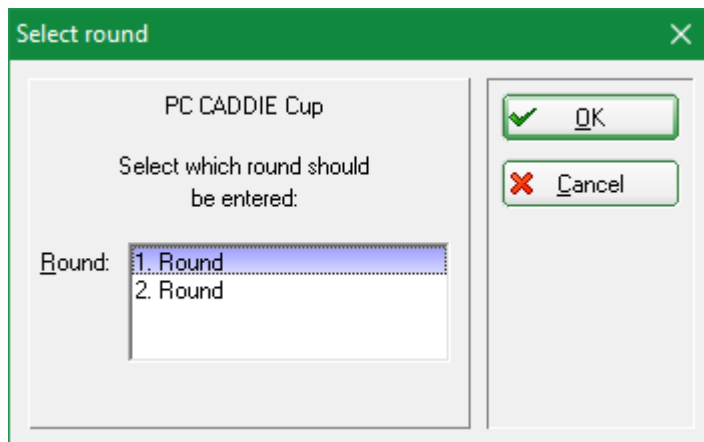 Select round
PC CADDIE Cup
Select which round should
be entered:
Round:
1. Round
2. Round
OK
Cancel